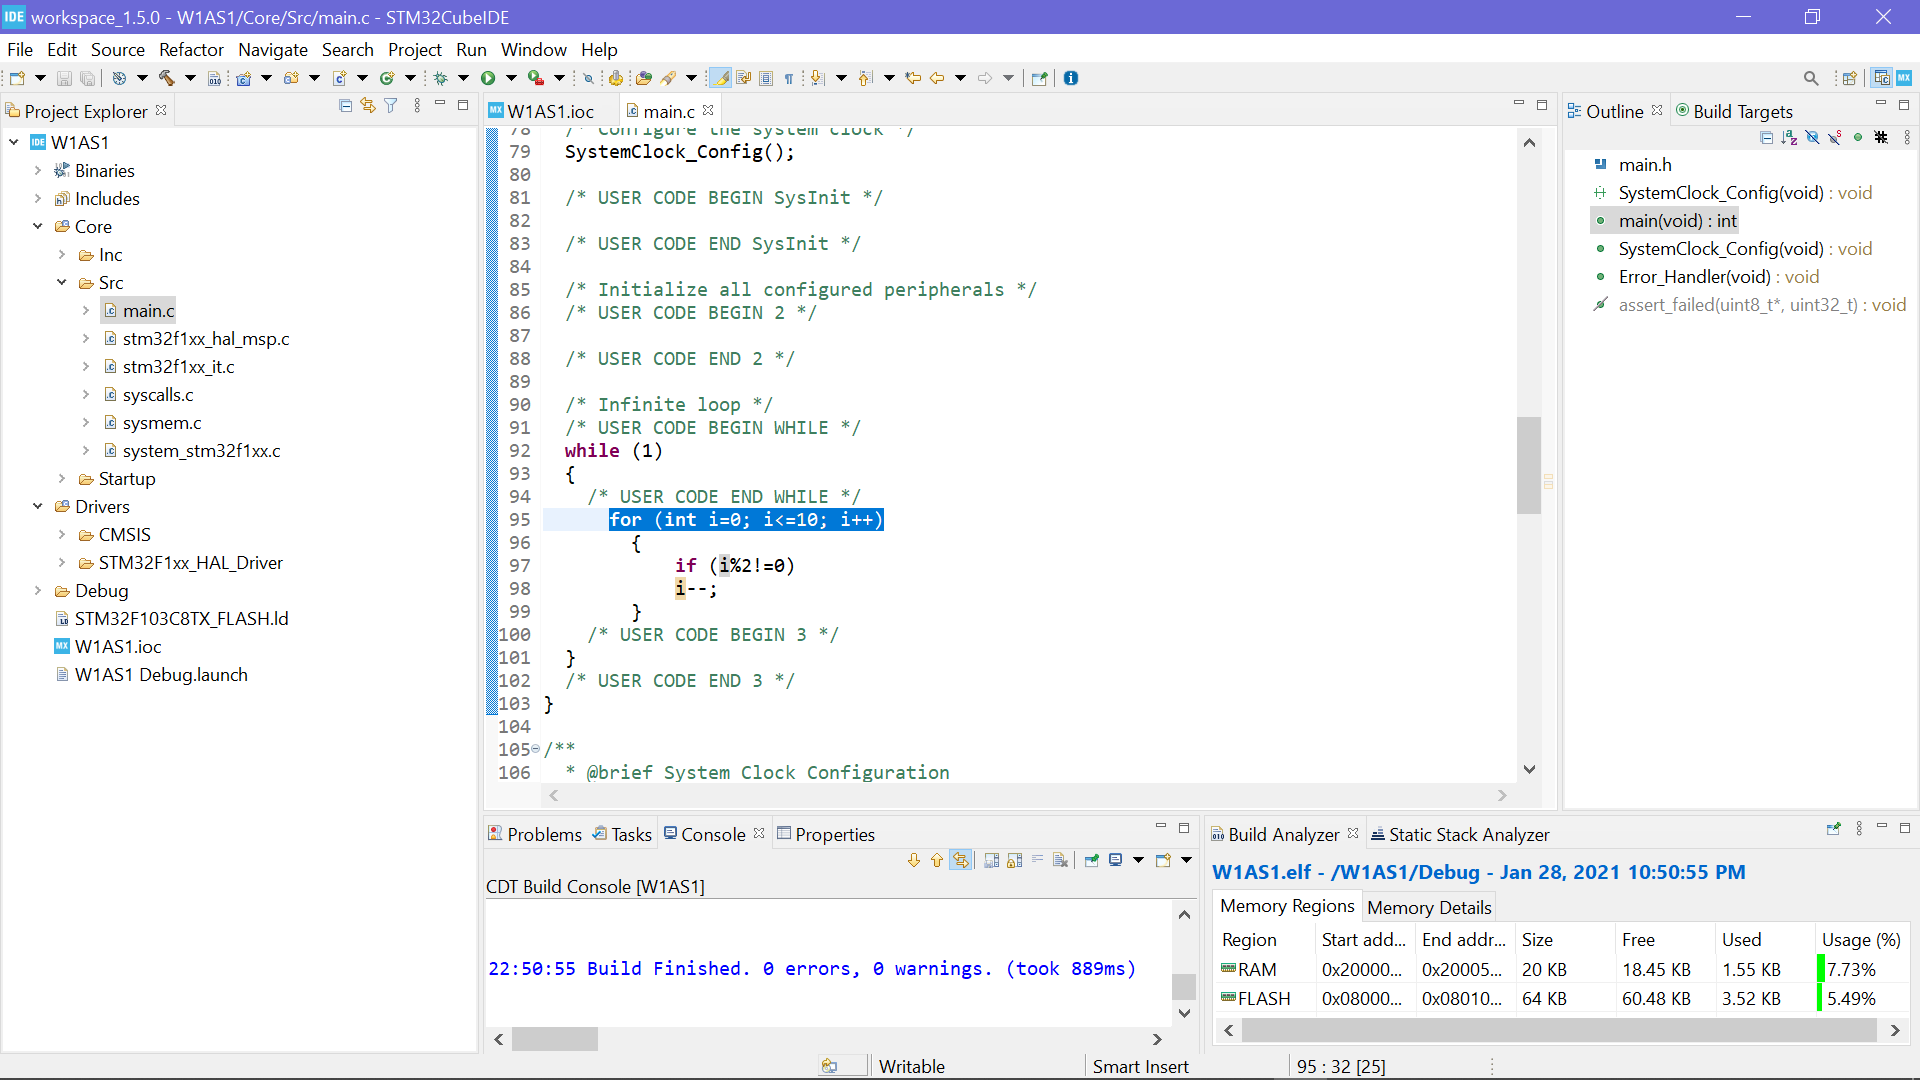 IDE workspace_1.5.0 - W1AS1/Core/Src/main.c - STM32CubeIDE
File Edit Source Refactor Navigate Search Project Run Window Help
Project Explorer
W1AS1
Binaries
Includes
Core
Inc
Src
main.c
stm32f1xx_hal_msp.c
stm32f1xx_it.c
syscalls.c
sysmem.c
system_stm32f1xx.c
Startup
Drivers
CMSIS
STM32F1xx_HAL_Driver
Debug
STM32F103C8TX_FLASH.ld
W1AS1.ioc
W1AS1 Debug.launch
W1AS1.ioc main.c
78 /* Configure the system clock */
79 SystemClock_Config();
80
81 /* USER CODE BEGIN SysInit */
82
83 /* USER CODE END SysInit */
84
85 /* Initialize all configured peripherals */
86 /* USER CODE BEGIN 2 */
87
88 /* USER CODE END 2 */
89
90 /* Infinite loop */
91 /* USER CODE BEGIN WHILE */
92 while (1)
93 {
94 /* USER CODE END WHILE */
95 for (int i=0; i<=10; i++)
96 {
97 if (i%2!=0)
98 i--;
99 }
100 /* USER CODE BEGIN 3 */
101 }
102 /* USER CODE END 3 */
103 }
104
105 /**
106 * @brief System Clock Configuration
Outline Build Targets
main.h
SystemClock_Config(void) : void
main(void) : int
SystemClock_Config(void) : void
Error_Handler(void) : void
assert_failed(uint8_t*, uint32_t) : void
Problems Tasks Console Properties
CDT Build Console [W1AS1]
22:50:55 Build Finished. 0 errors, 0 warnings. (took 889ms)
Build Analyzer Static Stack Analyzer
W1AS1.elf - /W1AS1/Debug - Jan 28, 2021 10:50:55 PM
Memory Regions Memory Details
Region Start add... End addr... Size Free Used Usage (%)
RAM 0x20000... 0x20005... 20 KB 18.45 KB 1.55 KB 7.73%
FLASH 0x08000... 0x08010... 64 KB 60.48 KB 3.52 KB 5.49%
Writable Smart Insert 95 : 32 [25]